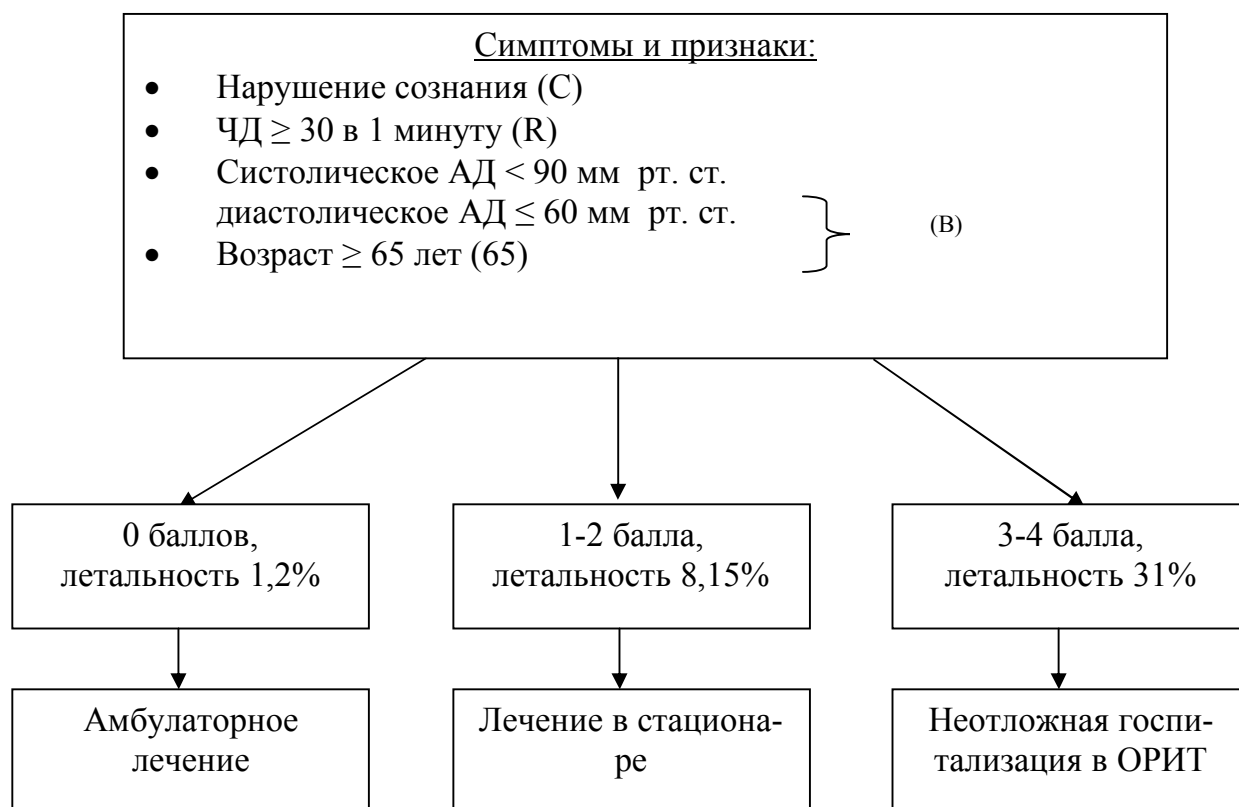 Симптомы и признаки:
• Нарушение сознания (С)
• ЧД ≥ 30 в 1 минуту (R)
• Систолическое АД < 90 мм рт. ст.
диастолическое АД ≤ 60 мм рт. ст.
(В)
• Возраст ≥ 65 лет (65)
0 баллов,
летальность 1,2%
1-2 балла,
летальность 8,15%
3-4 балла,
летальность 31%
Амбулаторное
лечение
Лечение в стациона-
ре
Неотложная госпи-
тализация в ОРИТ